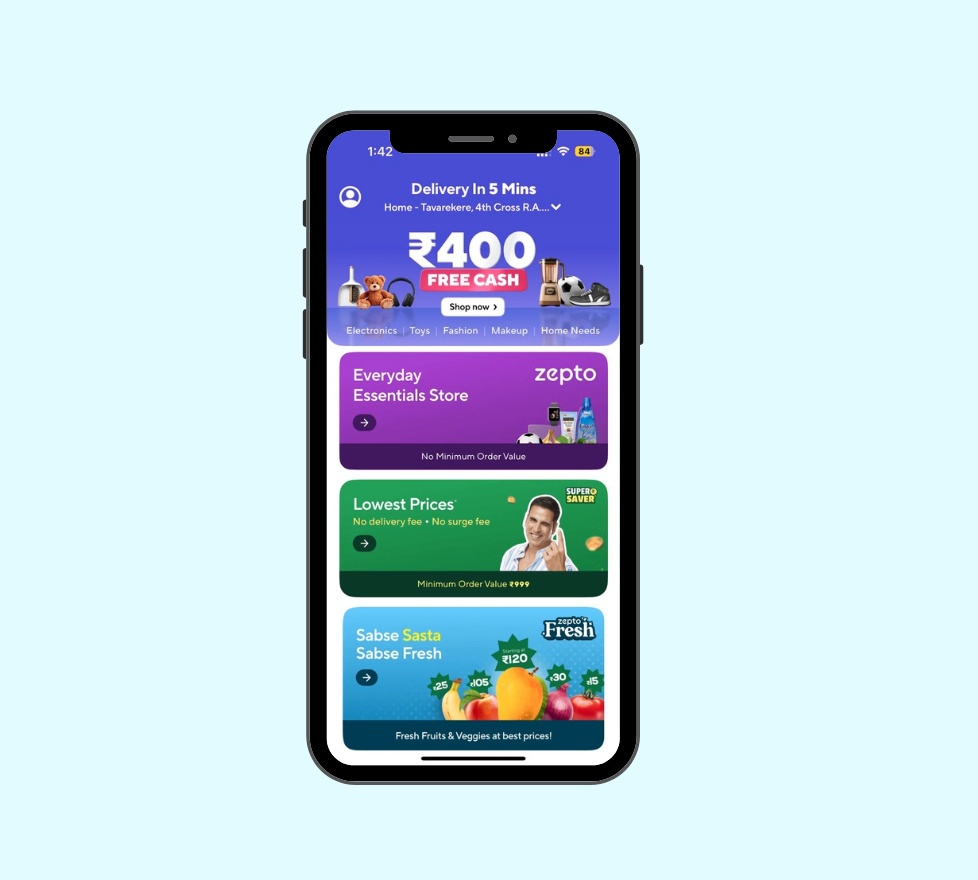 1:42
84
Delivery In 5 Mins
Home - Tavarekere, 4th Cross R.A....
₹400
FREE CASH
Shop now
Electronics | Toys | Fashion | Makeup | Home Needs
Everyday
Essentials Store
zepto
No Minimum Order Value
Lowest Prices*
No delivery fee • No surge fee
SUPER
SAVER
Minimum Order Value ₹999
Sabse Sasta
Sabse Fresh
zepto
Fresh
Starting at
₹120
₹25
₹105
₹30
₹15
Fresh Fruits & Veggies at best prices!